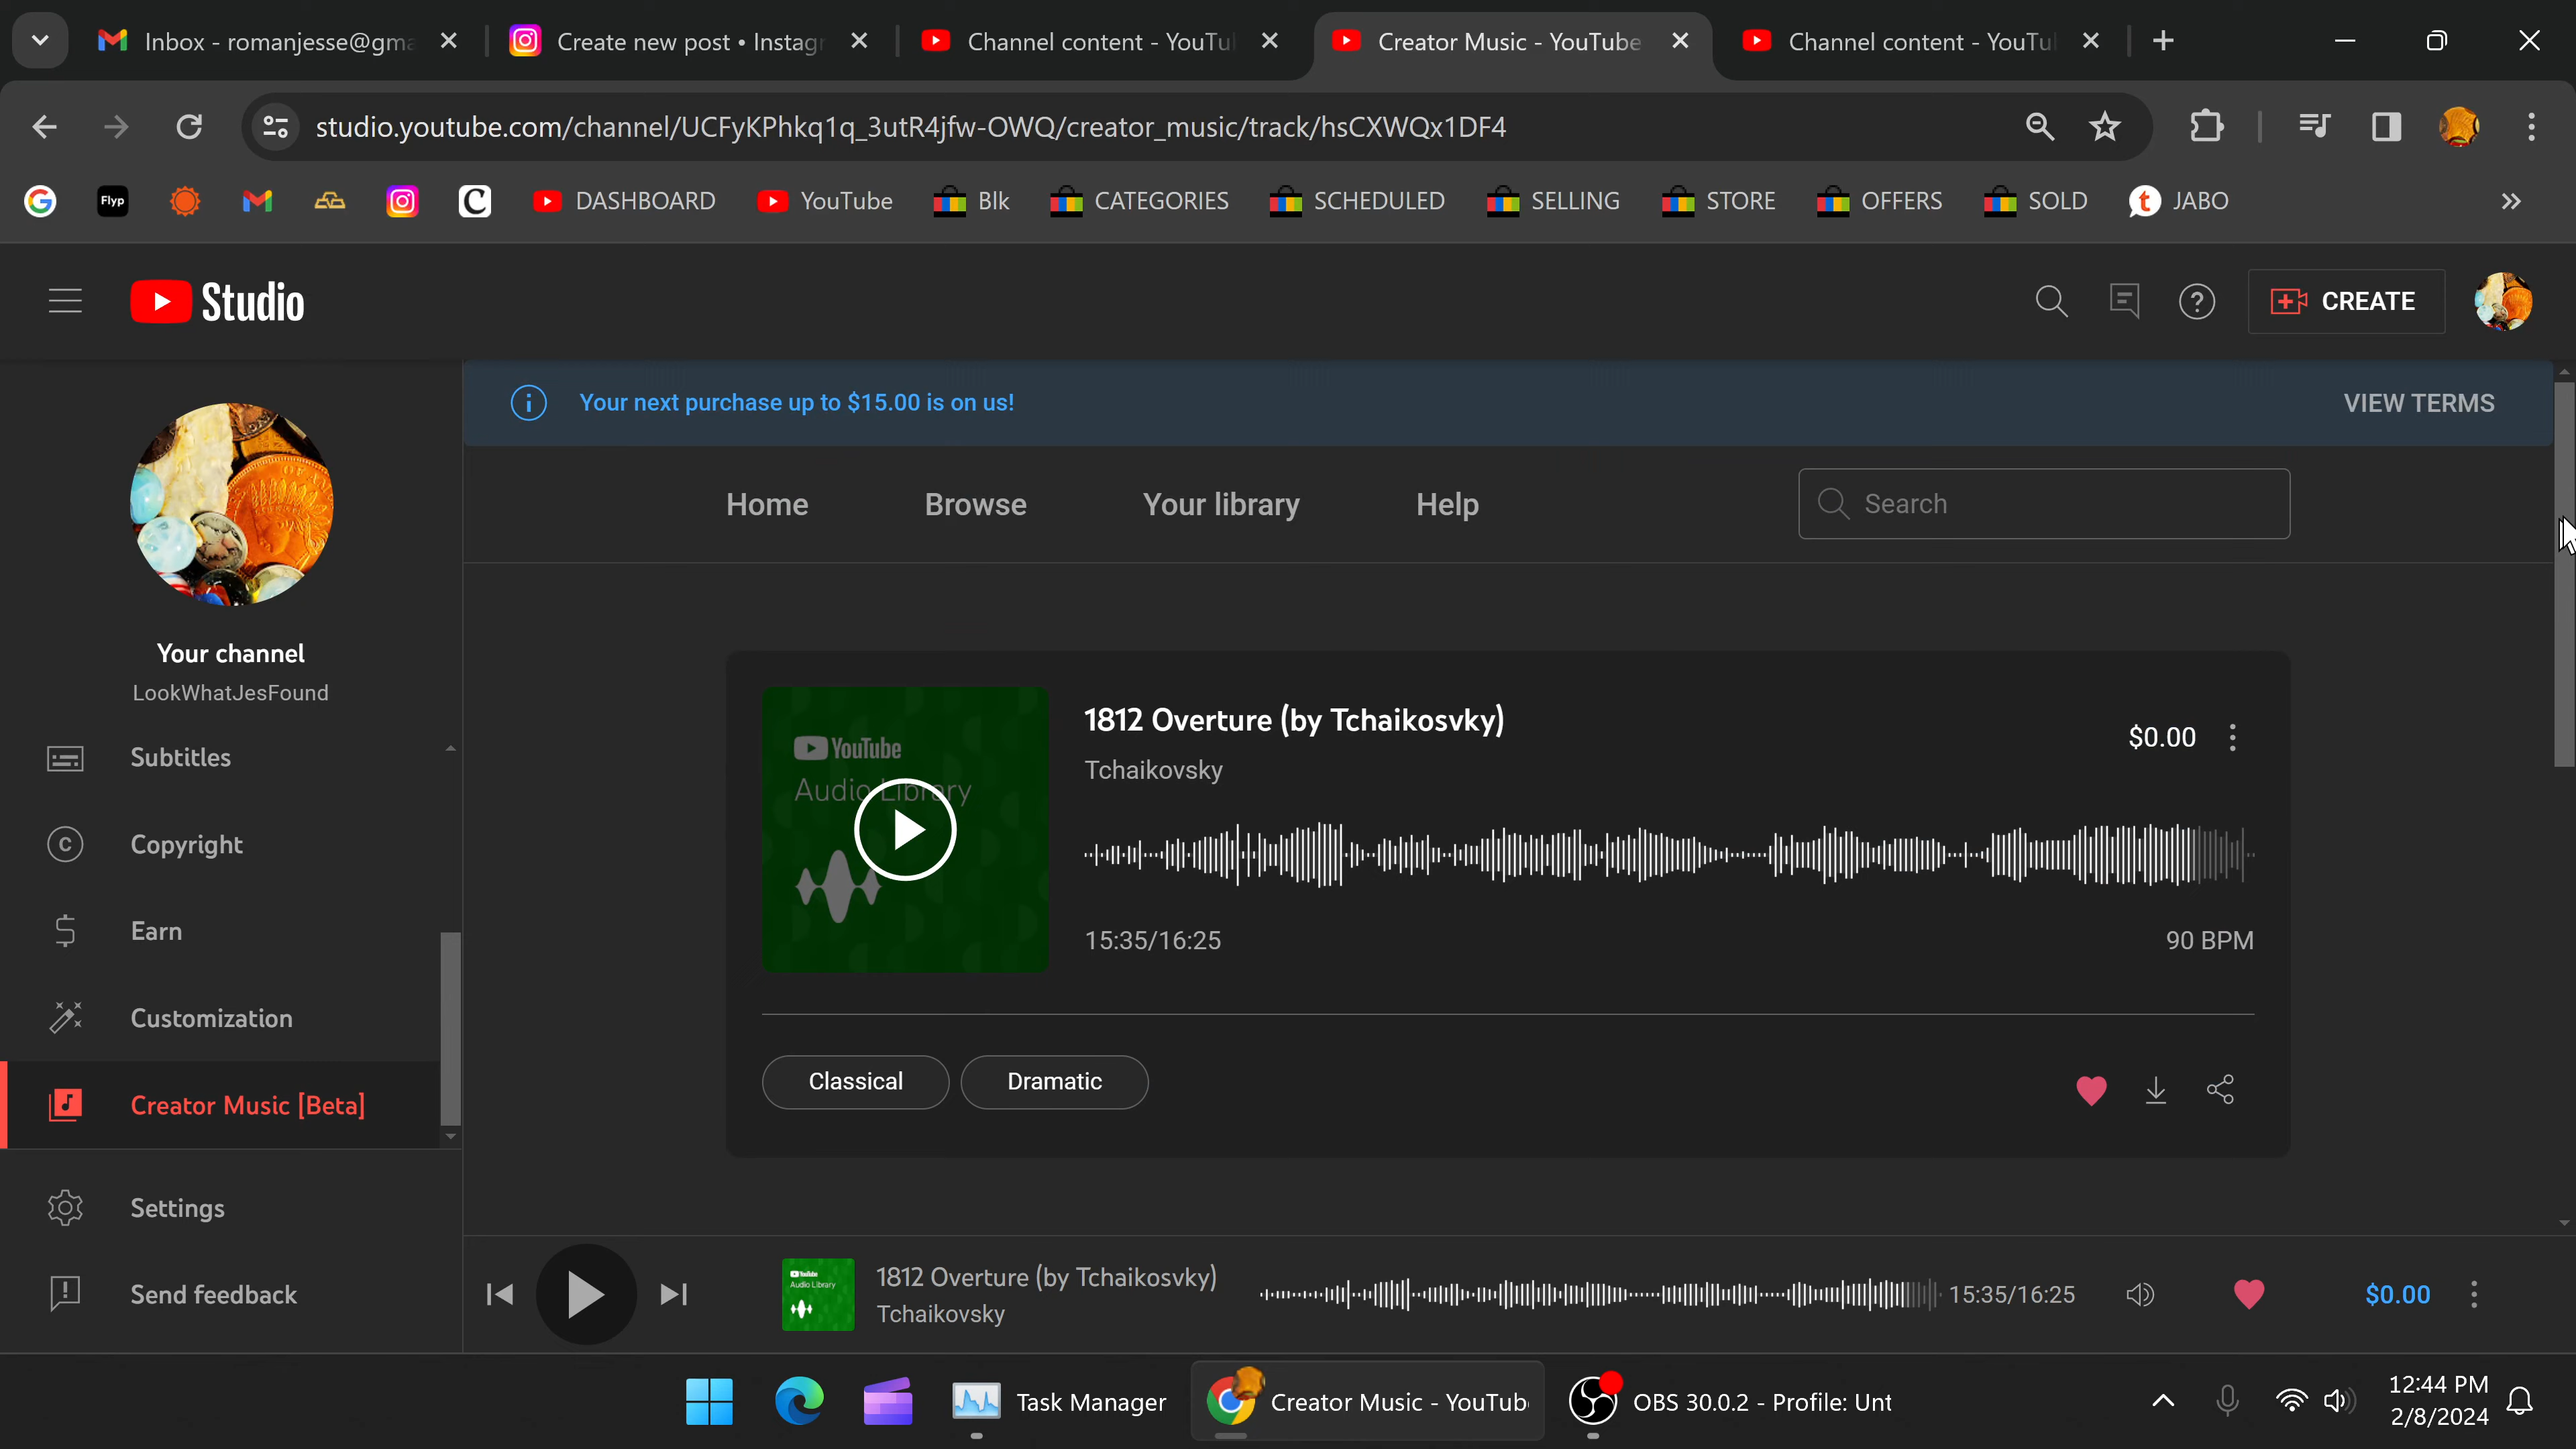 Inbox - romanjesse@gma
Create new post • Instagr
Channel content - YouTu
Creator Music - YouTube
Channel content - YouTu
studio.youtube.com/channel/UCFyKPhkq1q_3utR4jfw-OWQ/creator_music/track/hsCXWQx1DF4
Flyp
DASHBOARD
YouTube
Blk
CATEGORIES
SCHEDULED
SELLING
STORE
OFFERS
SOLD
JABO
Studio
CREATE
Your next purchase up to $15.00 is on us!
VIEW TERMS
Home
Browse
Your library
Help
Search
Your channel
LookWhatJesFound
Subtitles
Copyright
Earn
Customization
Creator Music [Beta]
Settings
Send feedback
YouTube
Audio Library
1812 Overture (by Tchaikosvky)
Tchaikovsky
$0.00
15:35/16:25
90 BPM
Classical
Dramatic
YouTube
Audio Library
1812 Overture (by Tchaikosvky)
Tchaikovsky
15:35/16:25
$0.00
Task Manager
Creator Music - YouTub
OBS 30.0.2 - Profile: Unt
12:44 PM
2/8/2024